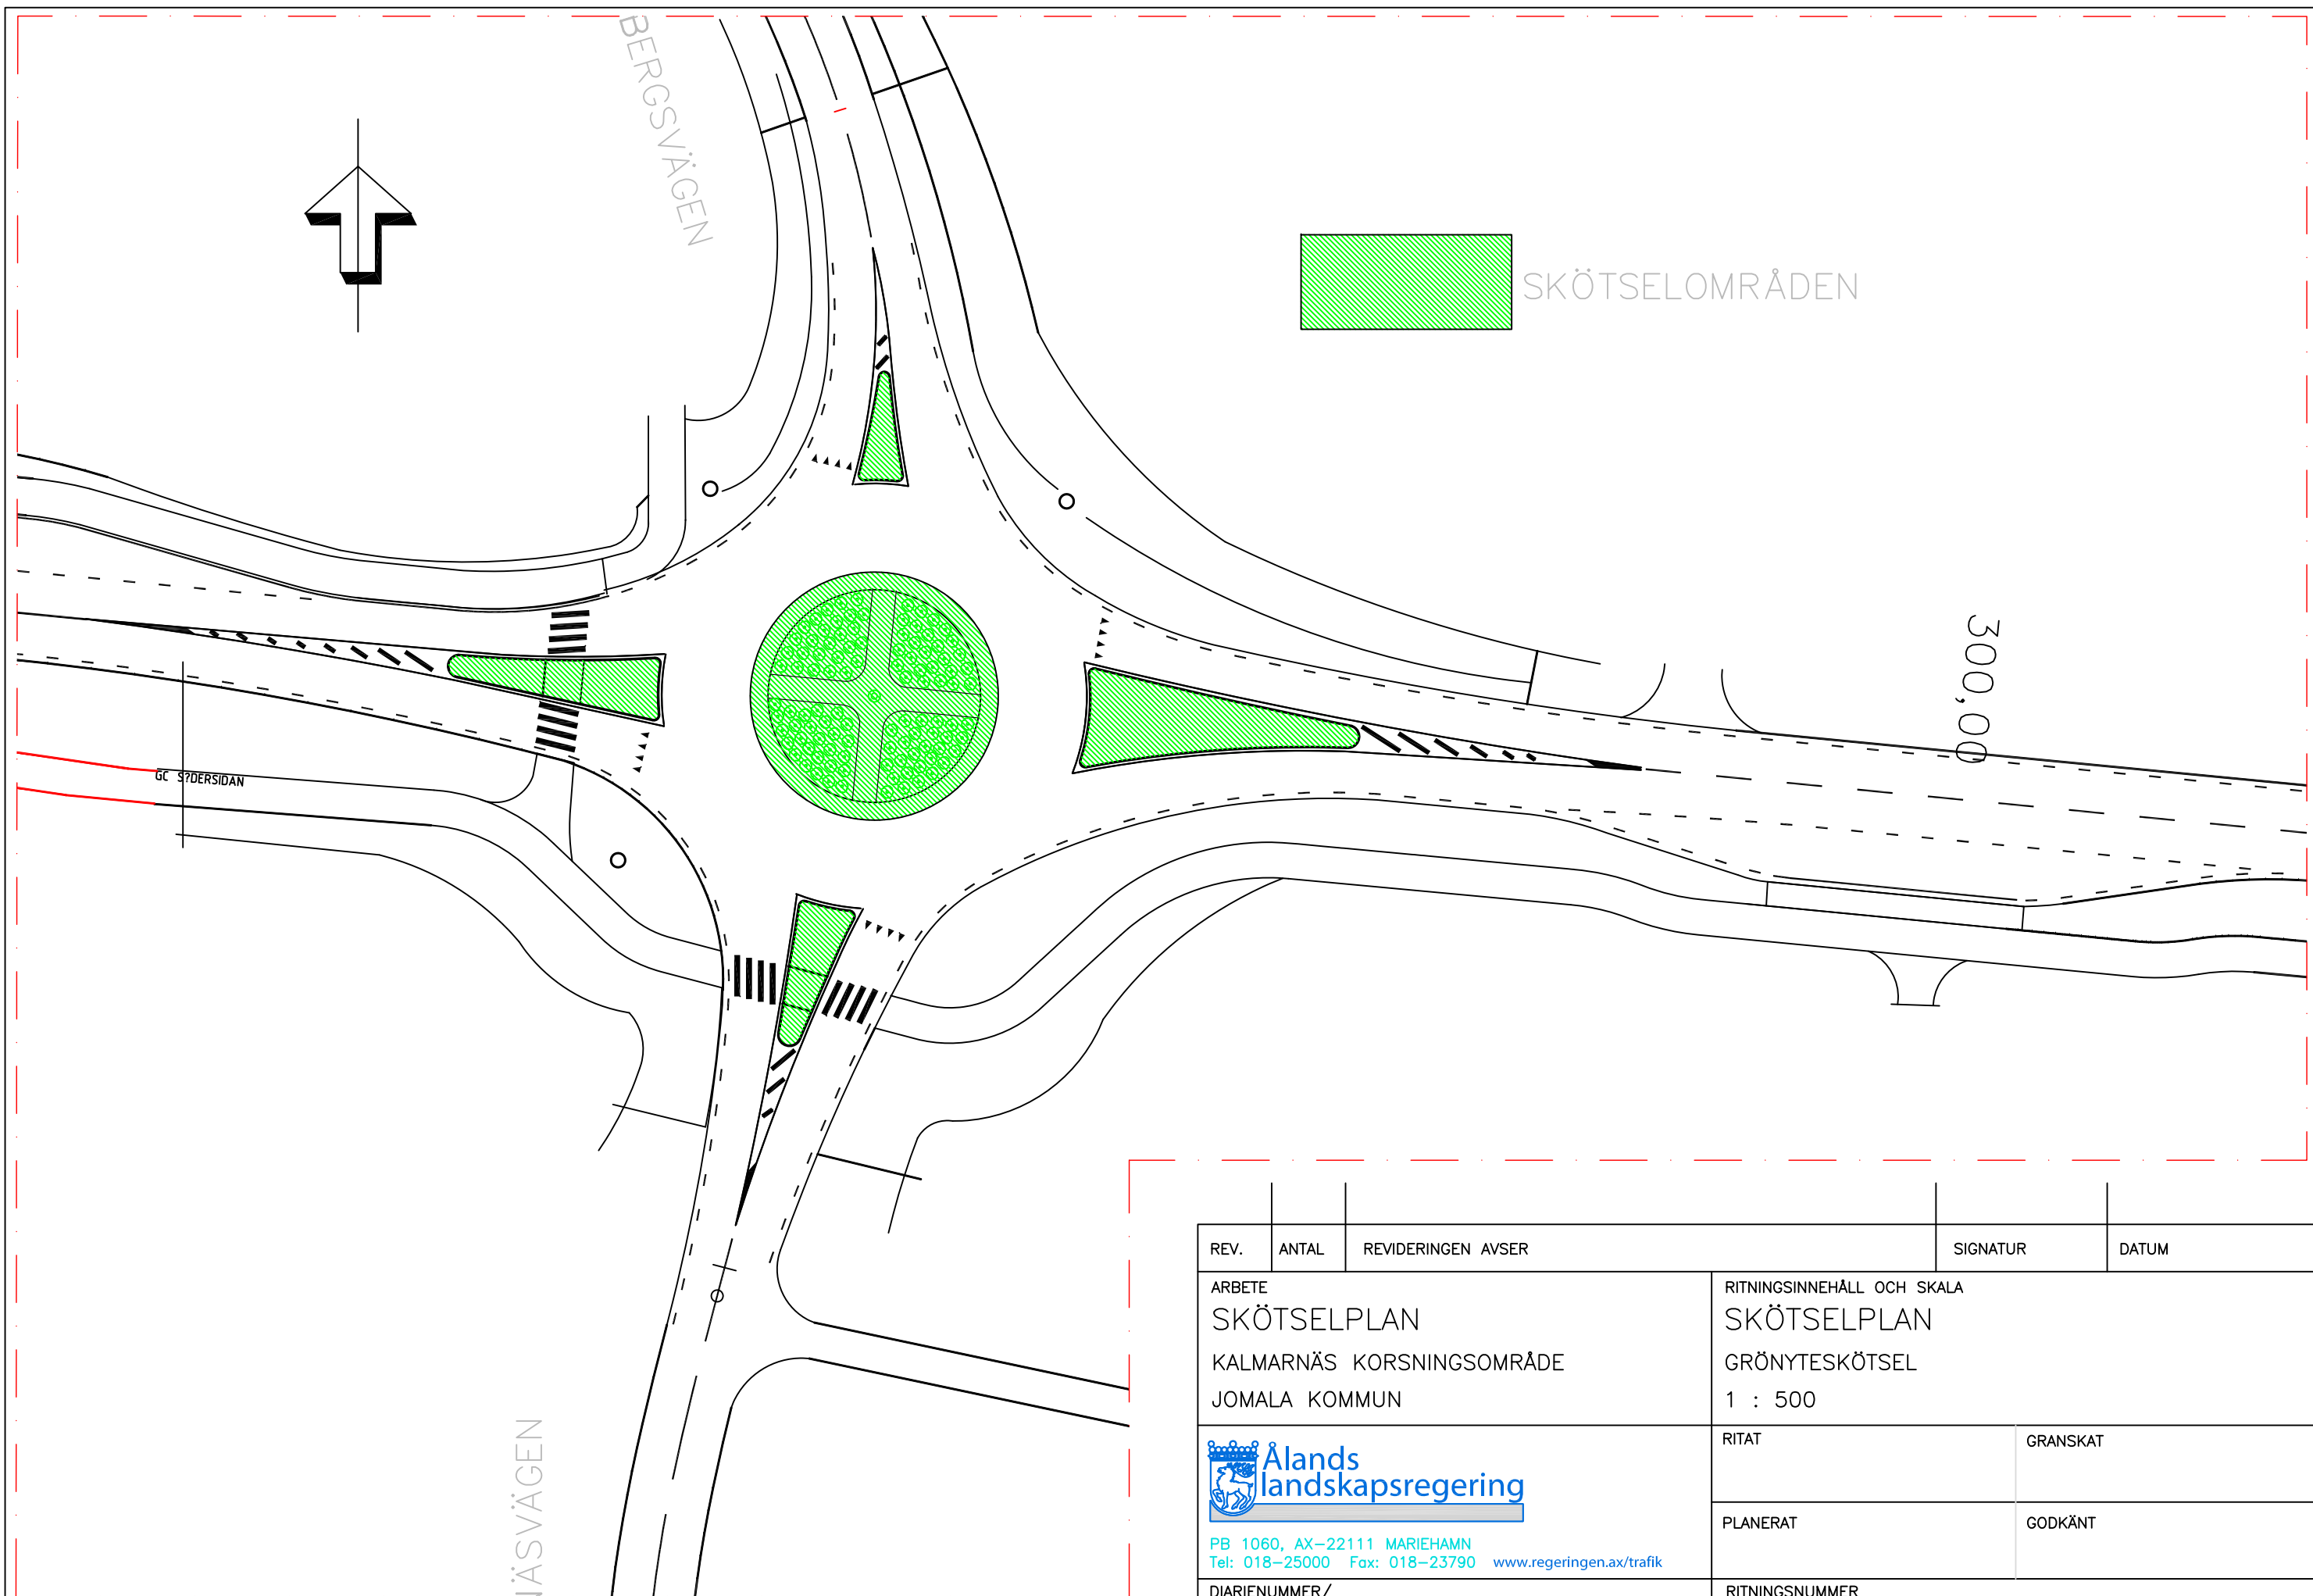 BERGSVÄGEN
SKÖTSELOMRÅDEN
300,00
GC S?DERSIDAN
NÄSVÄGEN
REV. ANTAL REVIDERINGEN AVSER SIGNATUR DATUM
ARBETE
SKÖTSELPLAN
KALMARNÄS KORSNINGSOMRÅDE
JOMALA KOMMUN
RITNINGSINNEHÅLL OCH SKALA
SKÖTSELPLAN
GRÖNYTESKÖTSEL
1 : 500
Ålands
landskapsregering
PB 1060, AX-22111 MARIEHAMN
Tel: 018-25000 Fax: 018-23790 www.regeringen.ax/trafik
RITAT GRANSKAT
PLANERAT GODKÄNT
DIARIENUMMER/ RITNINGSNUMMER